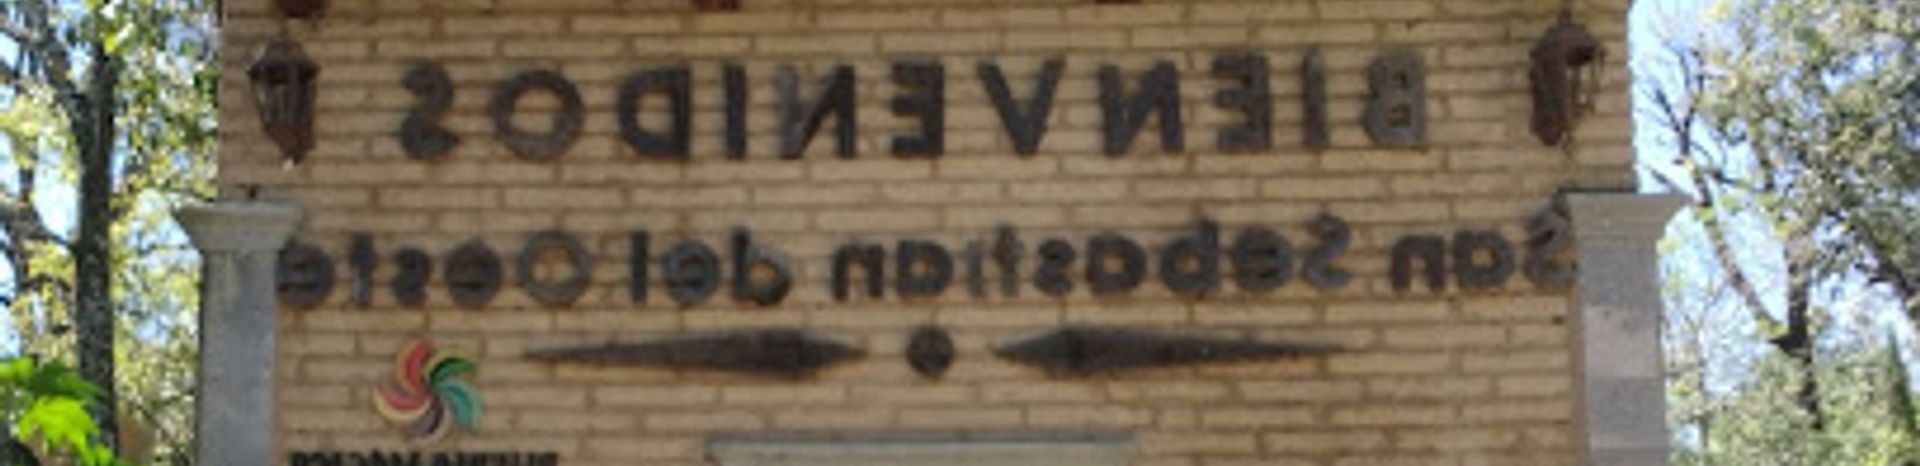 BIENVENIDOS
San Sebastian del Oeste